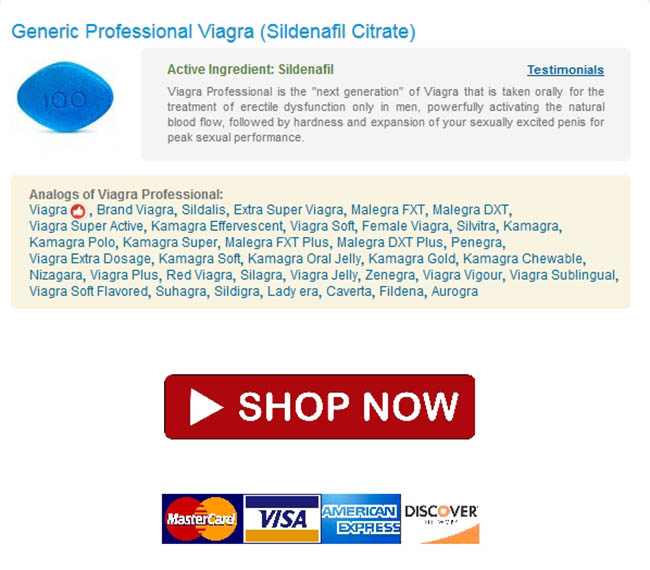 Generic Professional Viagra (Sildenafil Citrate)
100
Active Ingredient: Sildenafil Testimonials
Viagra Professional is the "next generation" of Viagra that is taken orally for the
treatment of erectile dysfunction only in men, powerfully activating the natural
blood flow, followed by hardness and expansion of your sexually excited penis for
peak sexual performance.
Analogs of Viagra Professional:
Viagra , Brand Viagra, Sildalis, Extra Super Viagra, Malegra FXT, Malegra DXT,
Viagra Super Active, Kamagra Effervescent, Viagra Soft, Female Viagra, Silvitra, Kamagra,
Kamagra Polo, Kamagra Super, Malegra FXT Plus, Malegra DXT Plus, Penegra,
Viagra Extra Dosage, Kamagra Soft, Kamagra Oral Jelly, Kamagra Gold, Kamagra Chewable,
Nizagara, Viagra Plus, Red Viagra, Silagra, Viagra Jelly, Zenegra, Viagra Vigour, Viagra Sublingual,
Viagra Soft Flavored, Suhagra, Sildigra, Lady era, Caverta, Fildena, Aurogra
SHOP NOW
MasterCard VISA AMERICAN EXPRESS DISCOVER
NETWORK